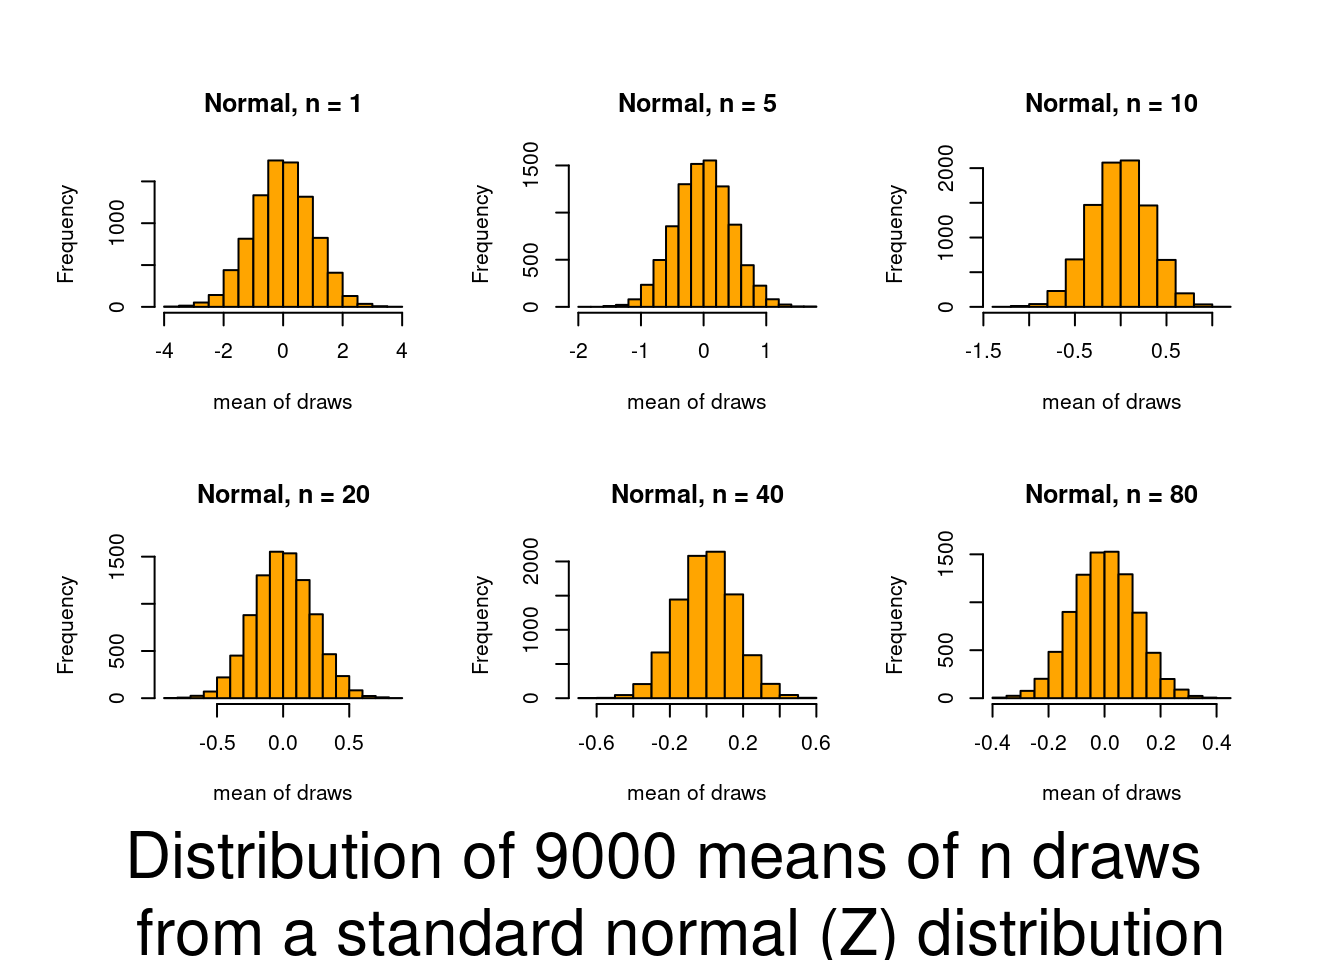 Normal, n = 1
Frequency
0
1000
-4 -2 0 2 4
mean of draws
Normal, n = 5
Frequency
0
500
1500
-2 -1 0 1
mean of draws
Normal, n = 10
Frequency
0
1000
2000
-1.5 -0.5 0.5
mean of draws
Normal, n = 20
Frequency
0
500
1500
-0.5 0.0 0.5
mean of draws
Normal, n = 40
Frequency
0
1000
2000
-0.6 -0.2 0.2 0.6
mean of draws
Normal, n = 80
Frequency
0
500
1500
-0.4 -0.2 0.0 0.2 0.4
mean of draws
Distribution of 9000 means of n draws
from a standard normal (Z) distribution